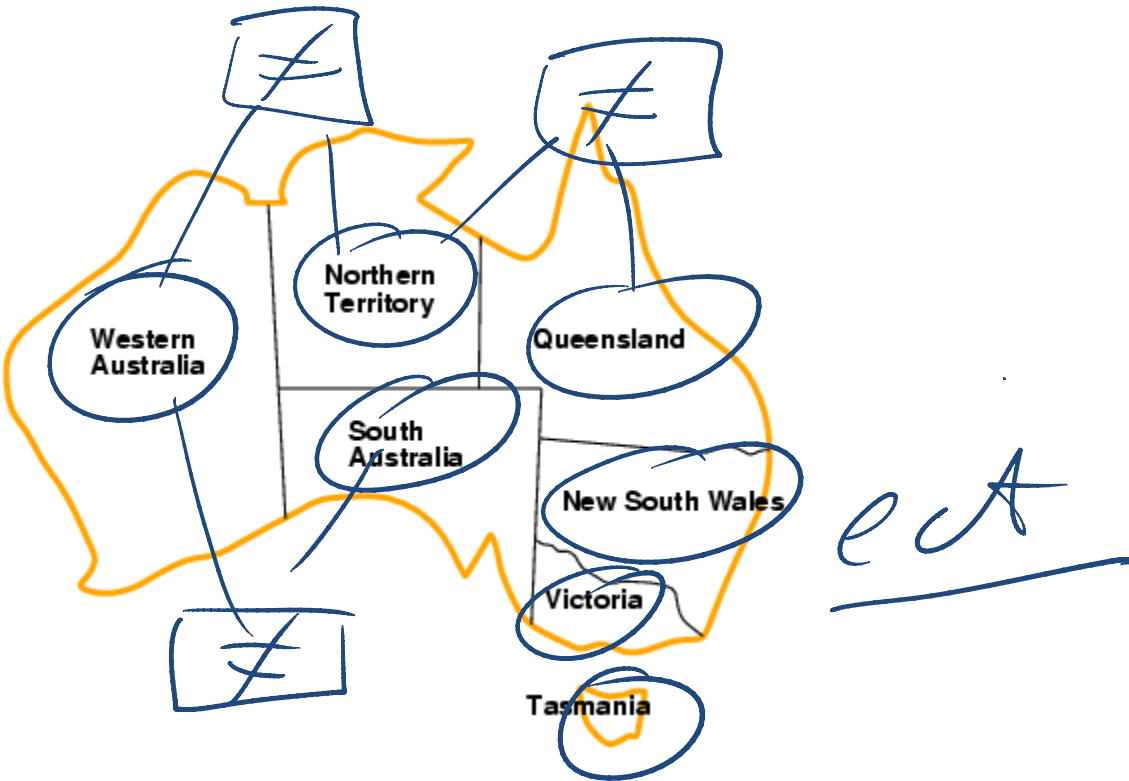 ≠
≠
Northern
Territory
Western
Australia
Queensland
South
Australia
New South Wales
Victoria
≠
Tasmania